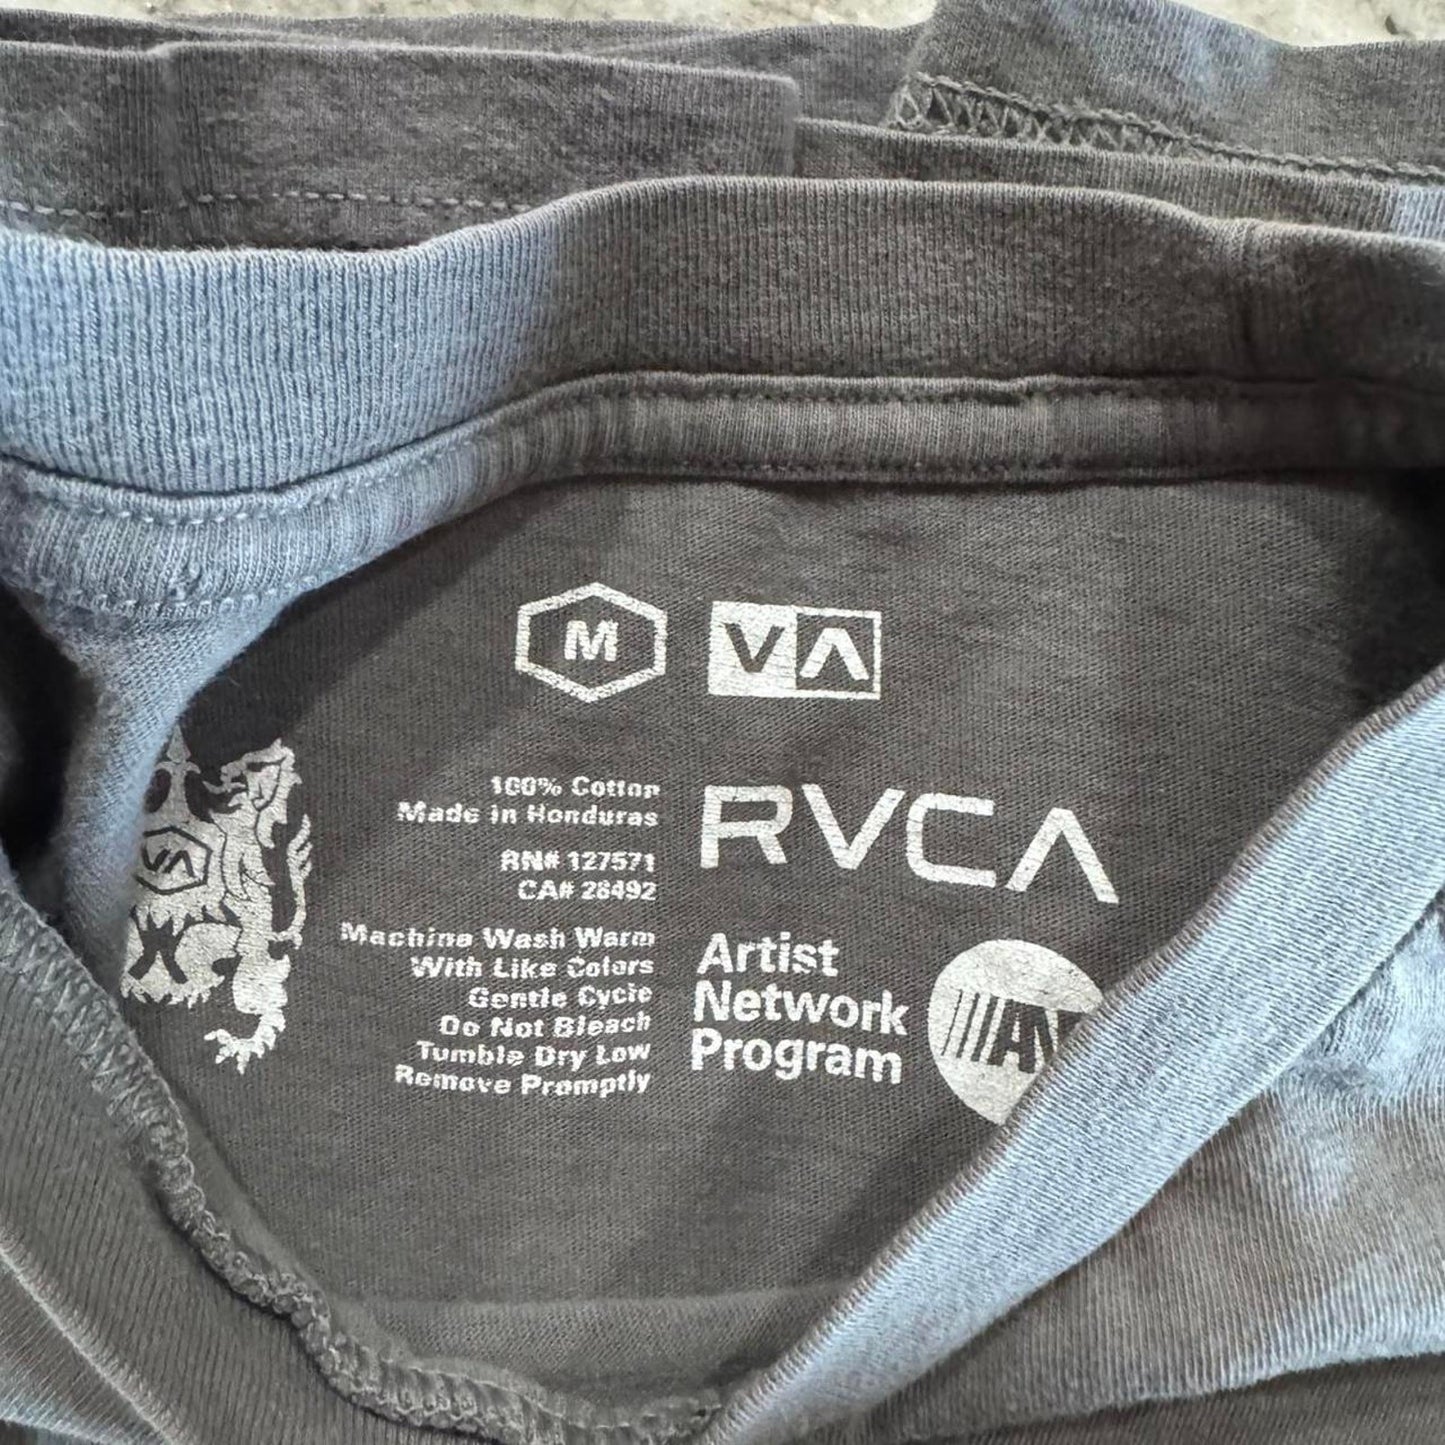 M
VA
100% Cotton
Made in Honduras
RN# 127571
CA# 28492
Machine Wash Warm
With Like Colors
Gentle Cycle
Do Not Bleach
Tumble Dry Low
Remove Promptly
RVCA
Artist
Network
Program
VA